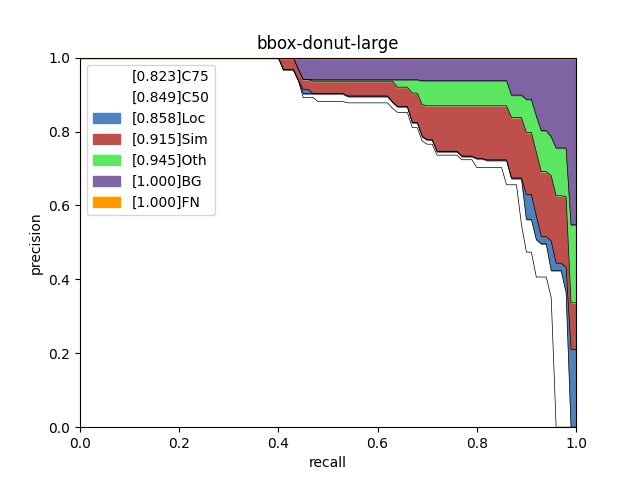 bbox-donut-large
1.0
0.8
0.6
0.4
0.2
0.0
precision
[0.823]C75
[0.849]C50
[0.858]Loc
[0.915]Sim
[0.945]Oth
[1.000]BG
[1.000]FN
0.0 0.2 0.4 0.6 0.8 1.0
recall